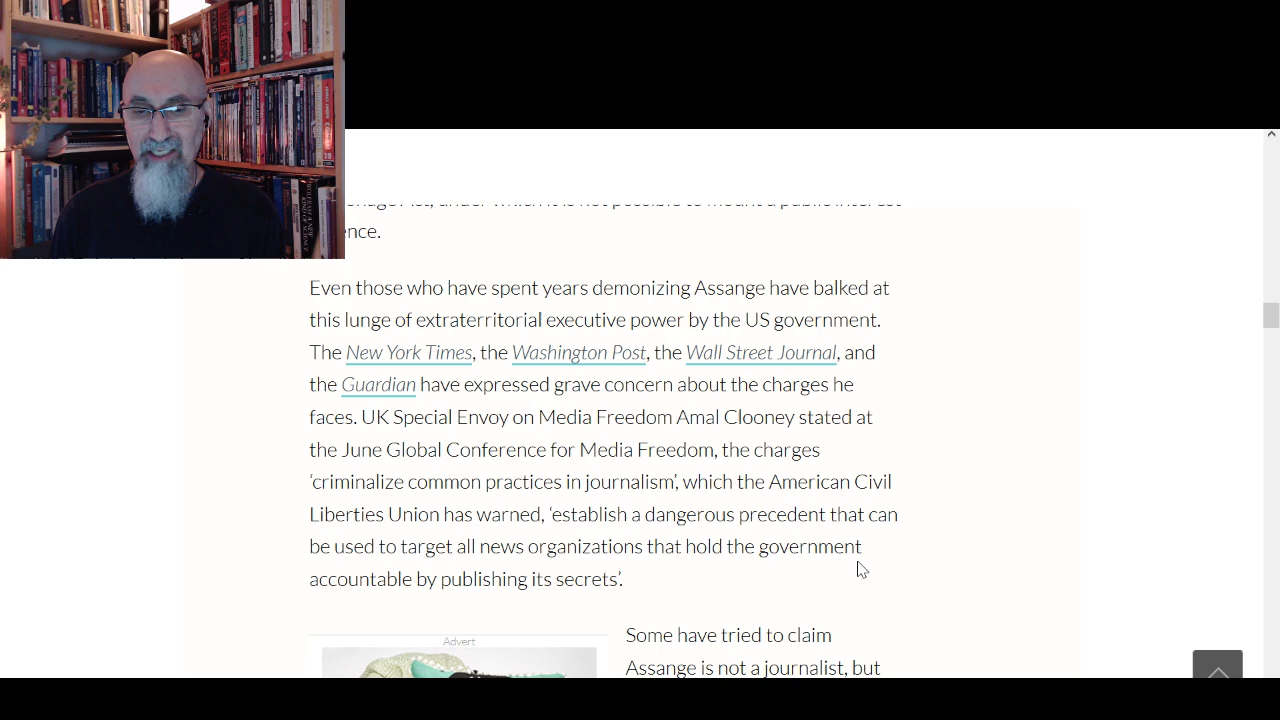 ence.
Even those who have spent years demonizing Assange have balked at
this lunge of extraterritorial executive power by the US government.
The New York Times, the Washington Post, the Wall Street Journal, and
the Guardian have expressed grave concern about the charges he
faces. UK Special Envoy on Media Freedom Amal Clooney stated at
the June Global Conference for Media Freedom, the charges
‘criminalize common practices in journalism’, which the American Civil
Liberties Union has warned, ‘establish a dangerous precedent that can
be used to target all news organizations that hold the government
accountable by publishing its secrets’.
Advert
Some have tried to claim
Assange is not a journalist, but